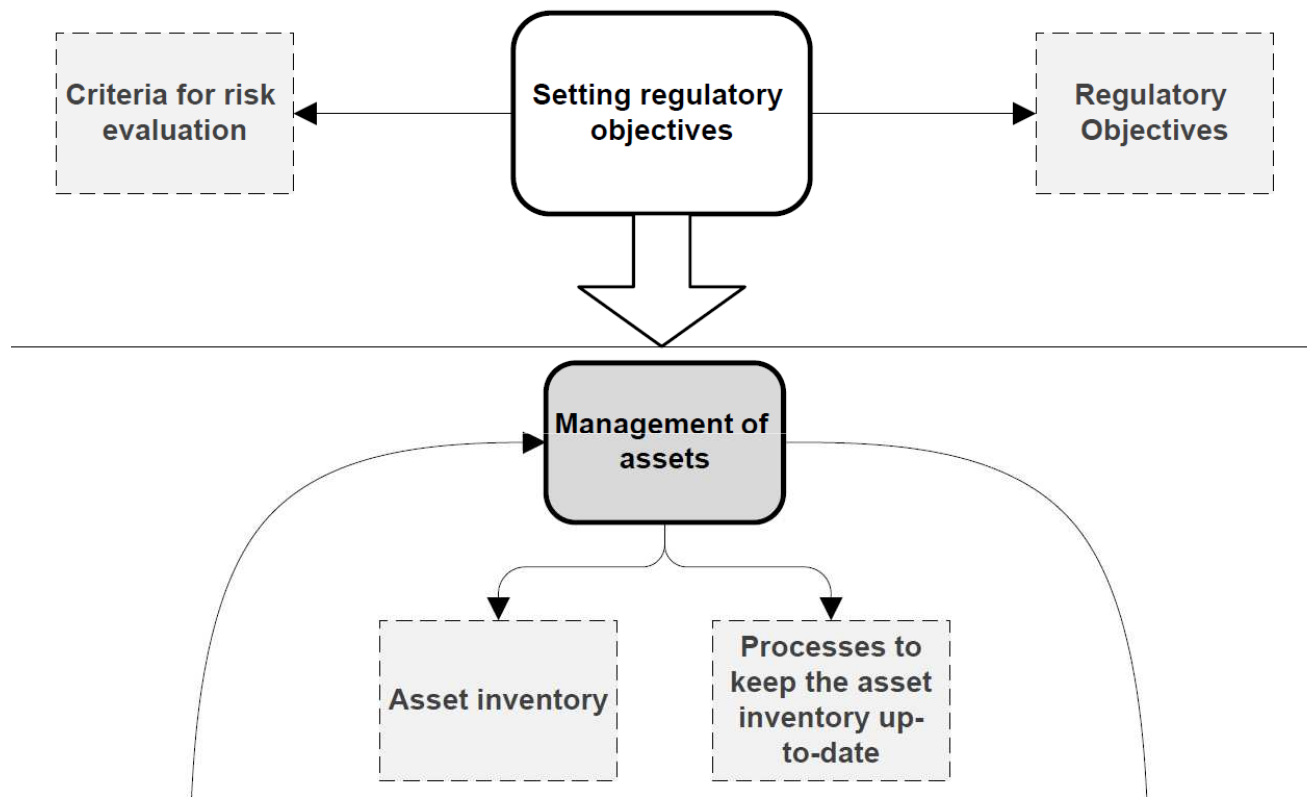 Criteria for risk
evaluation
Setting regulatory
objectives
Regulatory
Objectives
Management of
assets
Asset inventory
Processes to
keep the asset
inventory up-
to-date